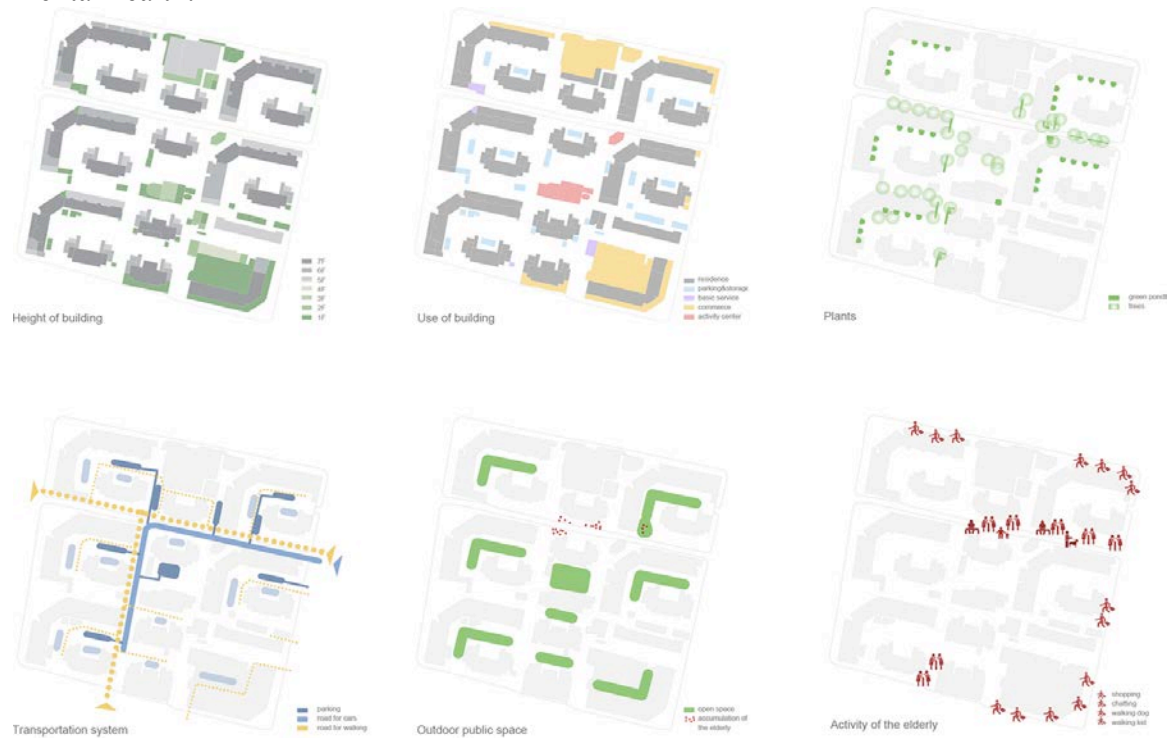 7F
6F
5F
4F
3F
2F
1F
Height of building
residence
parking&storage
basic service
commerce
activity center
Use of building
green pondt
trees
Plants
parking
road for cars
road for walking
Transportation system
open space
accumulation of
the elderly
Outdoor public space
shopping
chatting
walking dog
walking kid
Activity of the elderly